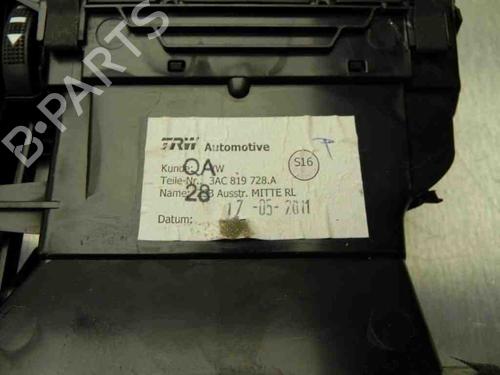 TRW Automotive
Kunde: VW
QA
S16
Teile-Nr.: 3AC 819 728.A
28
Name: Ausstr. MITTE RL
Datum: 17 -05- 2011
B-PARTS